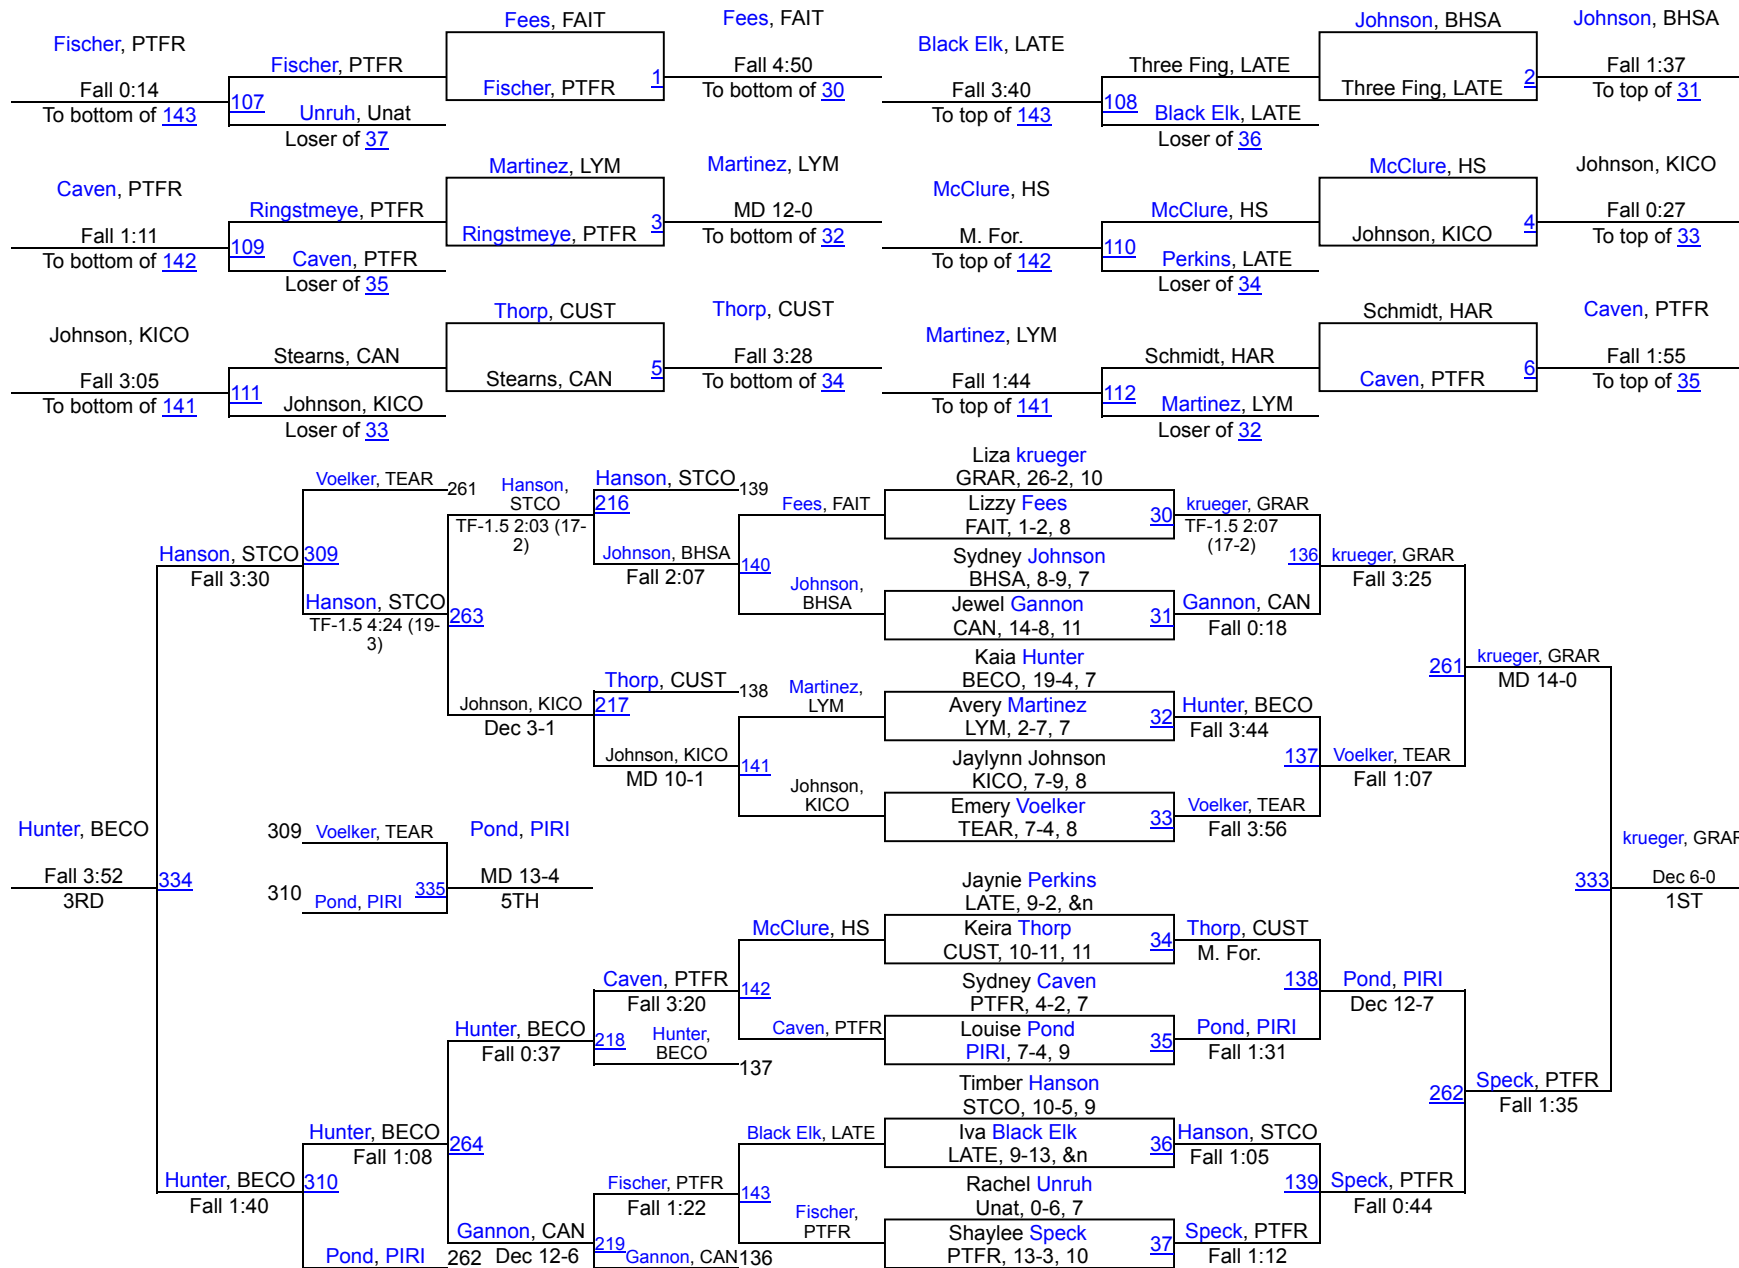 Fees, FAIT
Fees, FAIT
Johnson, BHSA
Johnson, BHSA
Fischer, PTFR
Black Elk, LATE
Fischer, PTFR
Three Fing, LATE
Fall 0:14
Fischer, PTFR
1
Fall 4:50
Fall 3:40
Three Fing, LATE
2
Fall 1:37
To bottom of 143
107
Unruh, Unat
To bottom of 30
To top of 143
108
Black Elk, LATE
To top of 31
Loser of 37
Loser of 36
Martinez, LYM
Martinez, LYM
McClure, HS
Johnson, KICO
Caven, PTFR
McClure, HS
Ringstmeye, PTFR
McClure, HS
Fall 1:11
Ringstmeye, PTFR
3
MD 12-0
M. For.
Johnson, KICO
4
Fall 0:27
To bottom of 142
109
Caven, PTFR
To bottom of 32
To top of 142
110
Perkins, LATE
To top of 33
Loser of 35
Loser of 34
Thorp, CUST
Thorp, CUST
Schmidt, HAR
Caven, PTFR
Johnson, KICO
Martinez, LYM
Stearns, CAN
Schmidt, HAR
Fall 3:05
Stearns, CAN
5
Fall 3:28
Fall 1:44
Caven, PTFR
6
Fall 1:55
To bottom of 141
111
Johnson, KICO
To bottom of 34
To top of 141
112
Martinez, LYM
To top of 35
Loser of 33
Loser of 32
Liza krueger
GRAR, 26-2, 10
Voelker, TEAR
261
Hanson,
STCO
Hanson, STCO
139
216
Fees, FAIT
Lizzy Fees
FAIT, 1-2, 8
30
krueger, GRAR
TF-1.5 2:07
(17-2)
TF-1.5 2:03 (17-
2)
Hanson, STCO
309
Fall 3:30
Johnson, BHSA
140
Fall 2:07
Sydney Johnson
BHSA, 8-9, 7
136
krueger, GRAR
Fall 3:25
Johnson,
BHSA
Hanson, STCO
263
TF-1.5 4:24 (19-
3)
Jewel Gannon
CAN, 14-8, 11
31
Gannon, CAN
Fall 0:18
Kaia Hunter
BECO, 19-4, 7
261
krueger, GRAR
MD 14-0
Thorp, CUST
138
Martinez,
LYM
Johnson, KICO
217
Dec 3-1
Avery Martinez
LYM, 2-7, 7
32
Hunter, BECO
Fall 3:44
Johnson, KICO
141
MD 10-1
Jaylynn Johnson
KICO, 7-9, 8
137
Voelker, TEAR
Fall 1:07
Johnson,
KICO
Emery Voelker
TEAR, 7-4, 8
33
Voelker, TEAR
Fall 3:56
Hunter, BECO
309
Voelker, TEAR
Pond, PIRI
krueger, GRAR
Fall 3:52
334
3RD
310
Pond, PIRI
335
MD 13-4
5TH
333
Dec 6-0
1ST
Jaynie Perkins
LATE, 9-2, &n
McClure, HS
Keira Thorp
CUST, 10-11, 11
34
Thorp, CUST
M. For.
Caven, PTFR
142
Fall 3:20
Sydney Caven
PTFR, 4-2, 7
138
Pond, PIRI
Dec 12-7
Hunter, BECO
218
Fall 0:37
Hunter,
BECO
137
Caven, PTFR
Louise Pond
PIRI, 7-4, 9
35
Pond, PIRI
Fall 1:31
Timber Hanson
STCO, 10-5, 9
262
Speck, PTFR
Fall 1:35
Hunter, BECO
264
Fall 1:08
Black Elk, LATE
Iva Black Elk
LATE, 9-13, &n
36
Hanson, STCO
Fall 1:05
Hunter, BECO
310
Fall 1:40
Fischer, PTFR
143
Fall 1:22
Rachel Unruh
Unat, 0-6, 7
139
Speck, PTFR
Fall 0:44
Fischer,
PTFR
Pond, PIRI
262
Gannon, CAN
219
Dec 12-6
Gannon, CAN
136
Shaylee Speck
PTFR, 13-3, 10
37
Speck, PTFR
Fall 1:12